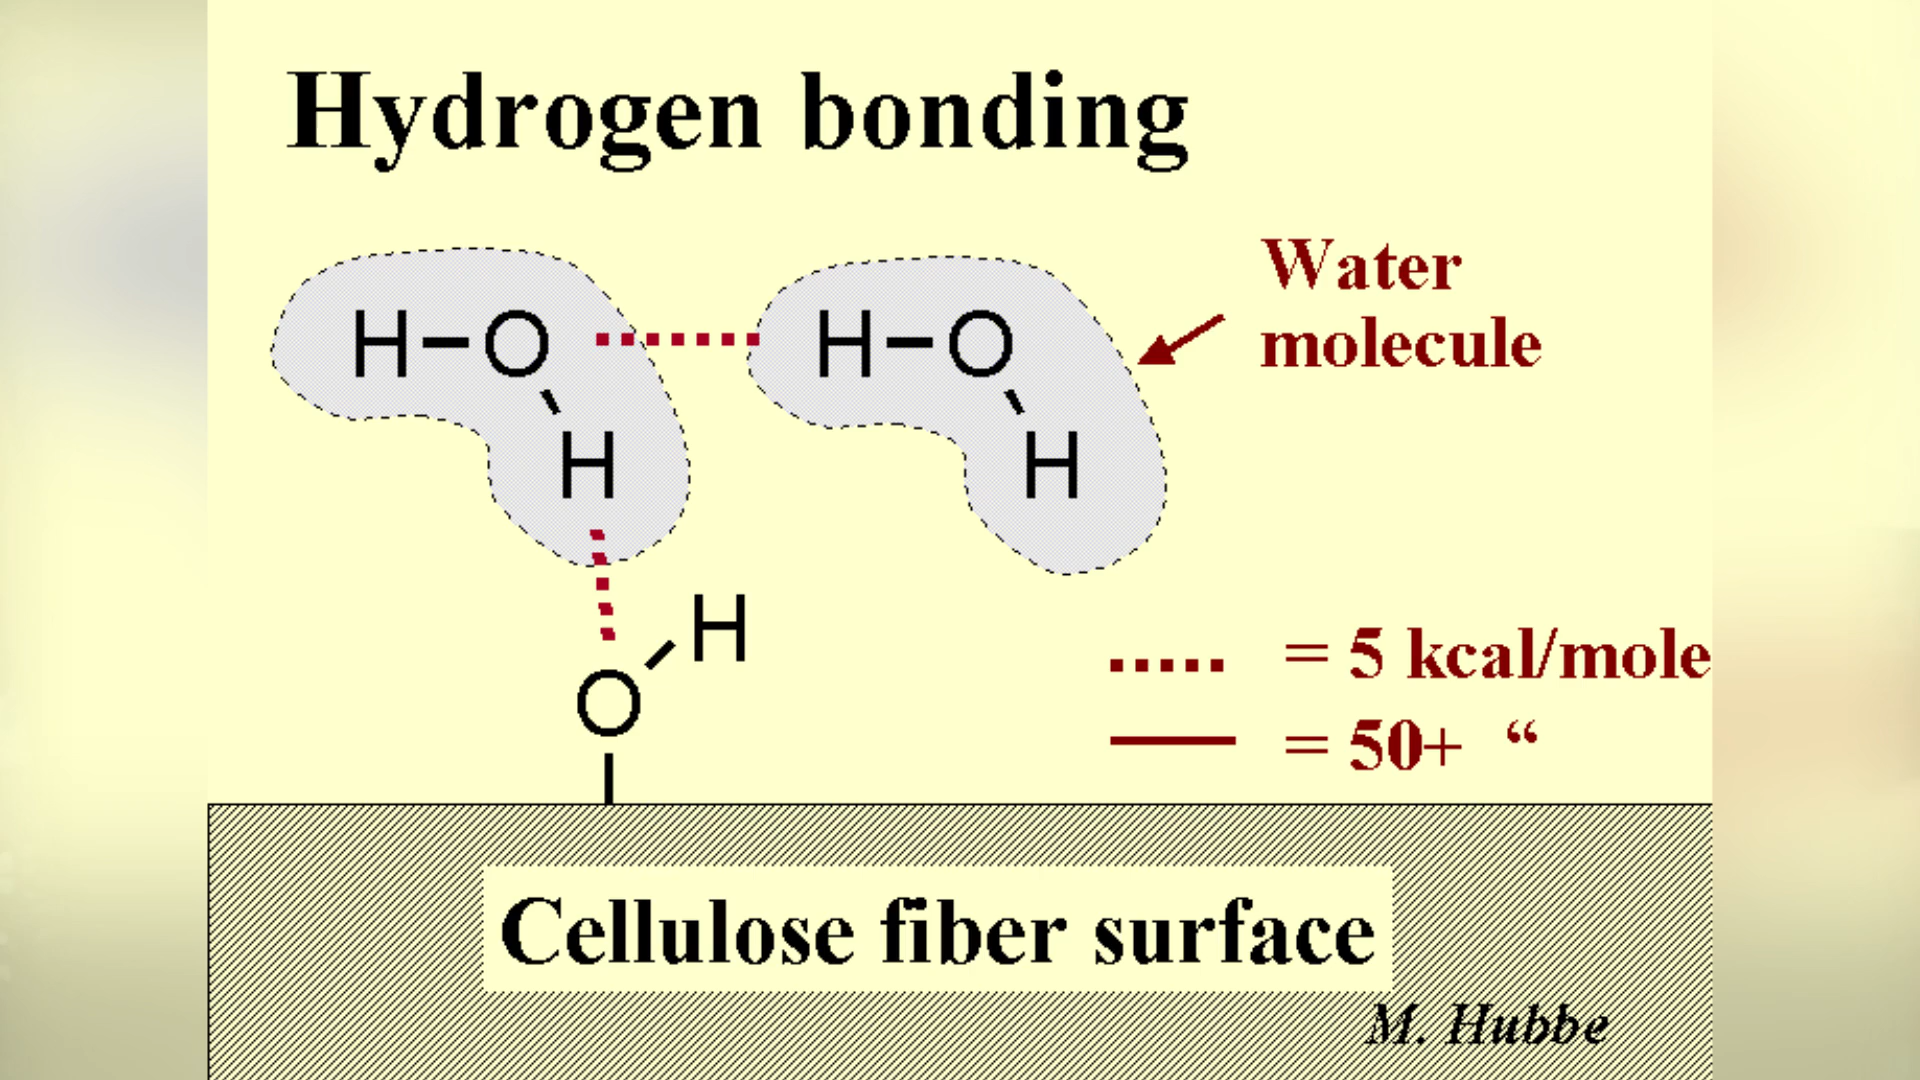 Hydrogen bonding
Water
molecule
H–O
H
H–O
H
H
O
= 5 kcal/mole
= 50+ “
Cellulose fiber surface
M. Hubbe